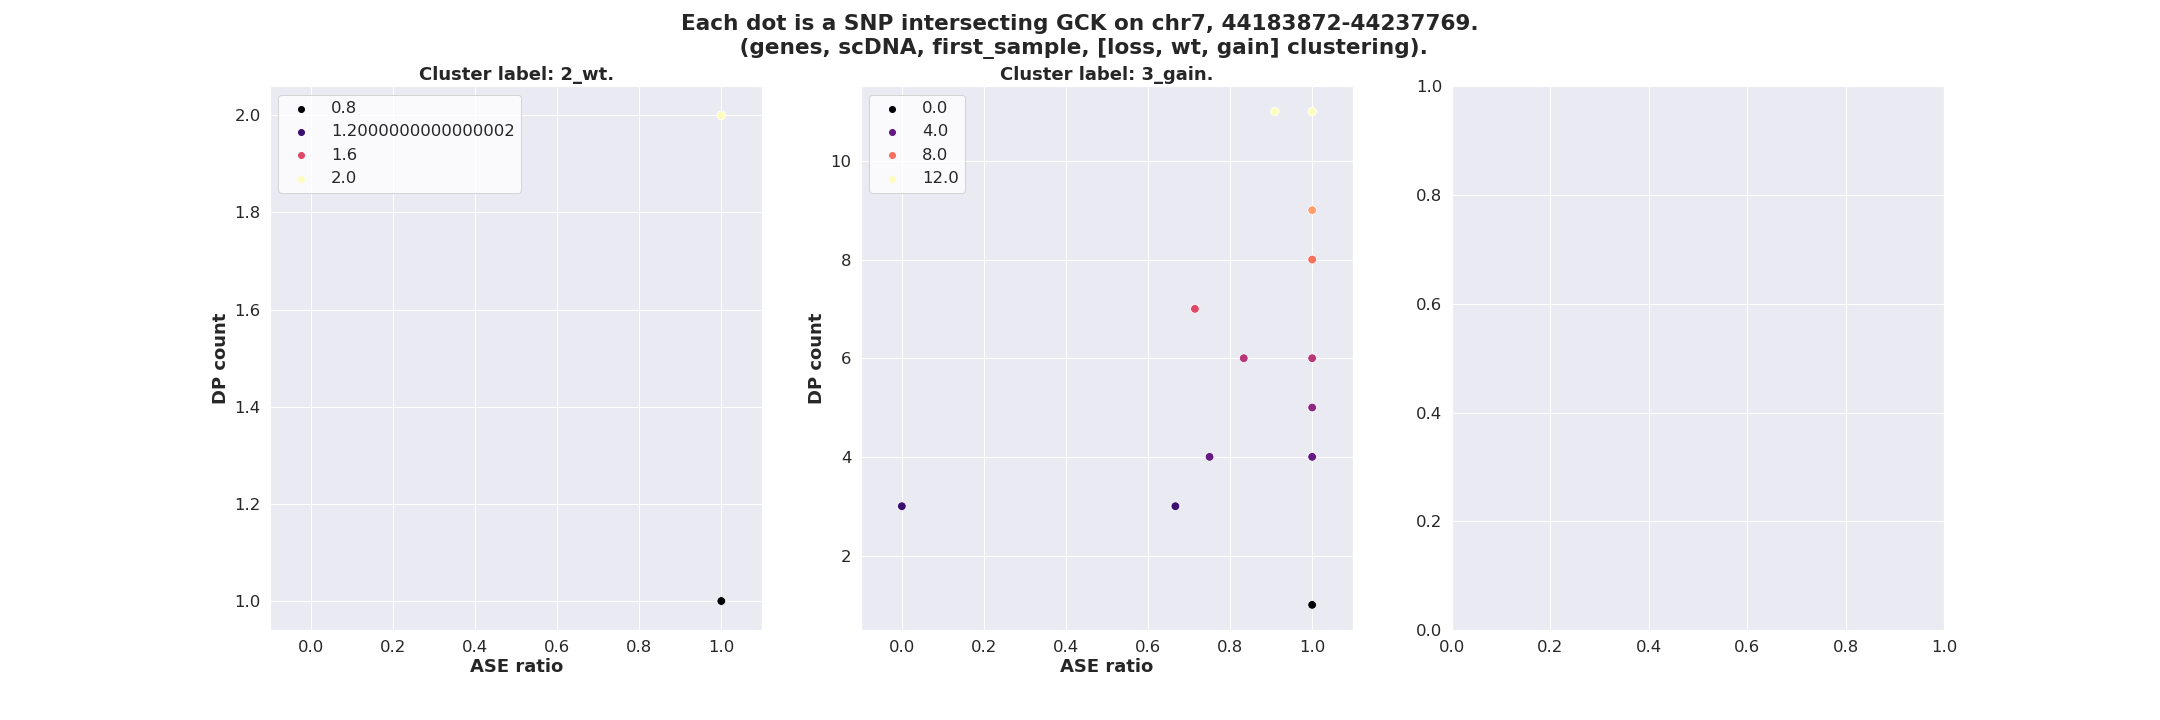 Each dot is a SNP intersecting GCK on chr7, 44183872-44237769.
(genes, scDNA, first_sample, [loss, wt, gain] clustering).
Cluster label: 2_wt.
0.8
1.2000000000000002
1.6
2.0
2.0
1.8
1.6
1.4
1.2
1.0
DP count
0.0 0.2 0.4 0.6 0.8 1.0
ASE ratio
Cluster label: 3_gain.
0.0
4.0
8.0
12.0
10
8
6
4
2
DP count
0.0 0.2 0.4 0.6 0.8 1.0
ASE ratio
1.0
0.8
0.6
0.4
0.2
0.0
0.0 0.2 0.4 0.6 0.8 1.0